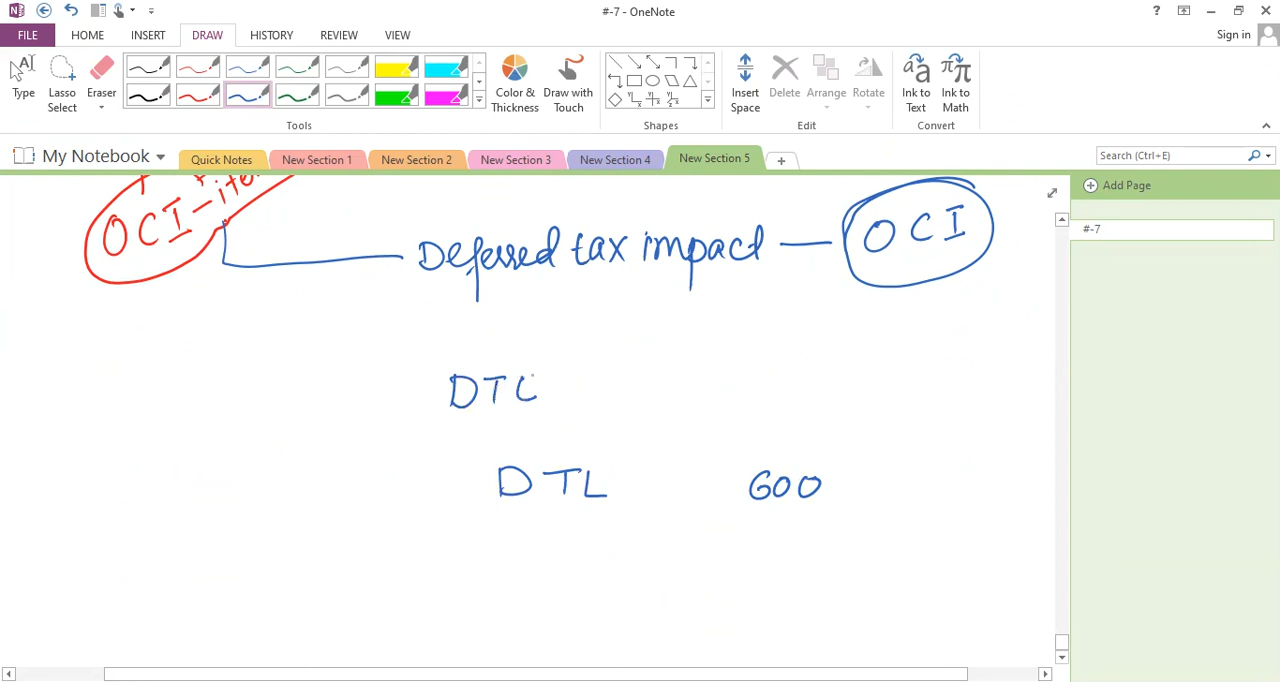 #-7 - OneNote
FILE HOME INSERT DRAW HISTORY REVIEW VIEW Sign in
Type Lasso Select Eraser Color & Thickness Draw with Touch Insert Space Delete Arrange Rotate Ink to Text Ink to Math
Tools Shapes Edit Convert
My Notebook Quick Notes New Section 1 New Section 2 New Section 3 New Section 4 New Section 5 Search (Ctrl+E)
Add Page
#-7
OCI -
Deferred tax impact — OCI
DTC
DTL 600